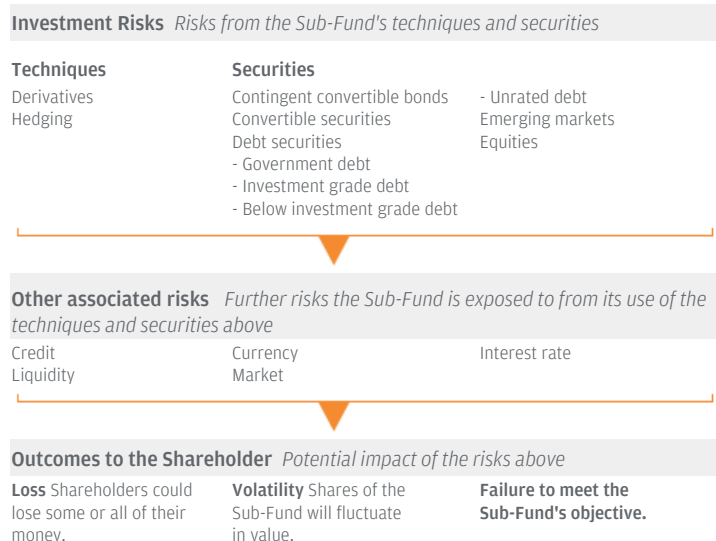 Investment Risks Risks from the Sub-Fund's techniques and securities
Techniques
Derivatives
Hedging
Securities
Contingent convertible bonds
Convertible securities
Debt securities
- Government debt
- Investment grade debt
- Below investment grade debt
- Unrated debt
Emerging markets
Equities
Other associated risks Further risks the Sub-Fund is exposed to from its use of the
techniques and securities above
Credit
Liquidity
Currency
Market
Interest rate
Outcomes to the Shareholder Potential impact of the risks above
Loss Shareholders could
lose some or all of their
money.
Volatility Shares of the
Sub-Fund will fluctuate
in value.
Failure to meet the
Sub-Fund's objective.